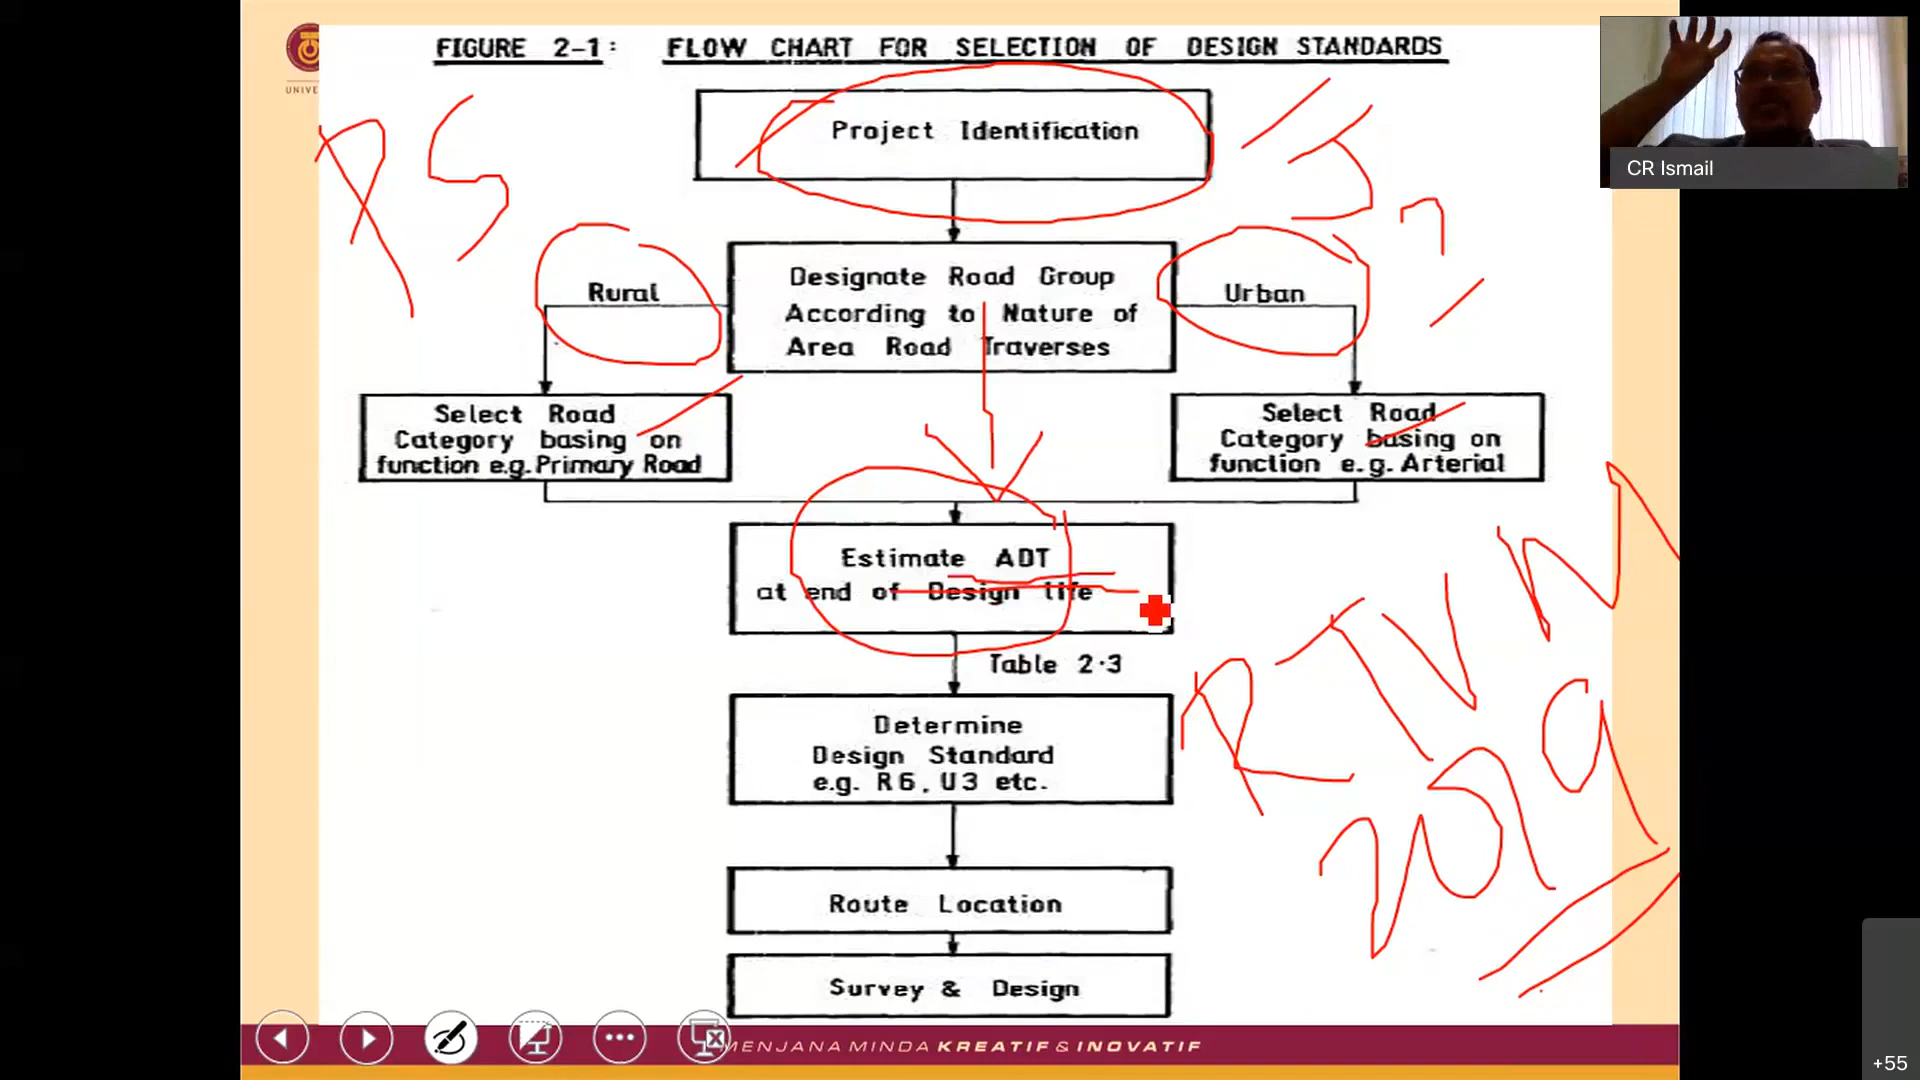 FIGURE 2-1: FLOW CHART FOR SELECTION OF DESIGN STANDARDS
UNIVE
PS
Project Identification
CR Ismail
Rural
Designate Road Group
According to Nature of
Area Road Traverses
Urban
Select Road
Category basing on
function e.g. Primary Road
Select Road
Category basing on
function e.g. Arterial
Estimate ADT
at end of Design life
Table 2·3
RTVM
2019
Determine
Design Standard
e.g. R6, U3 etc.
Route Location
Survey & Design
MENJANA MINDA KREATIF & INOVATIF
+55